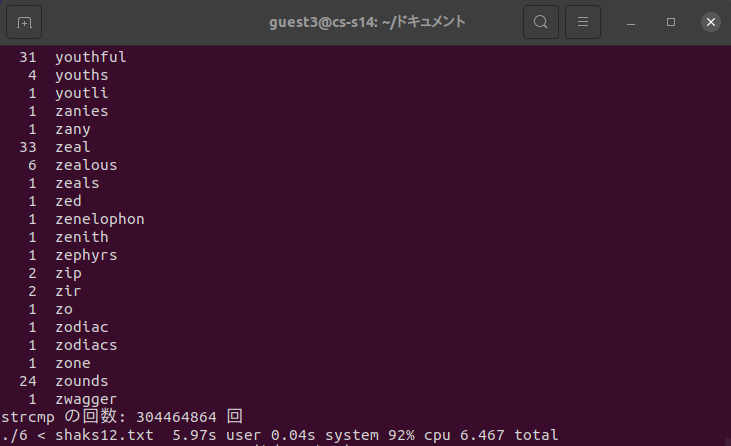 guest3@cs-s14: ~/ドキュメント
31 youthful
4 youths
1 youtli
1 zanies
1 zany
33 zeal
6 zealous
1 zeals
1 zed
1 zenelophon
1 zenith
1 zephyrs
2 zip
2 zir
1 zo
1 zodiac
1 zodiacs
1 zone
24 zounds
1 zwagger
strcmp の回数: 304464864 回
./6 < shaks12.txt  5.97s user 0.04s system 92% cpu 6.467 total